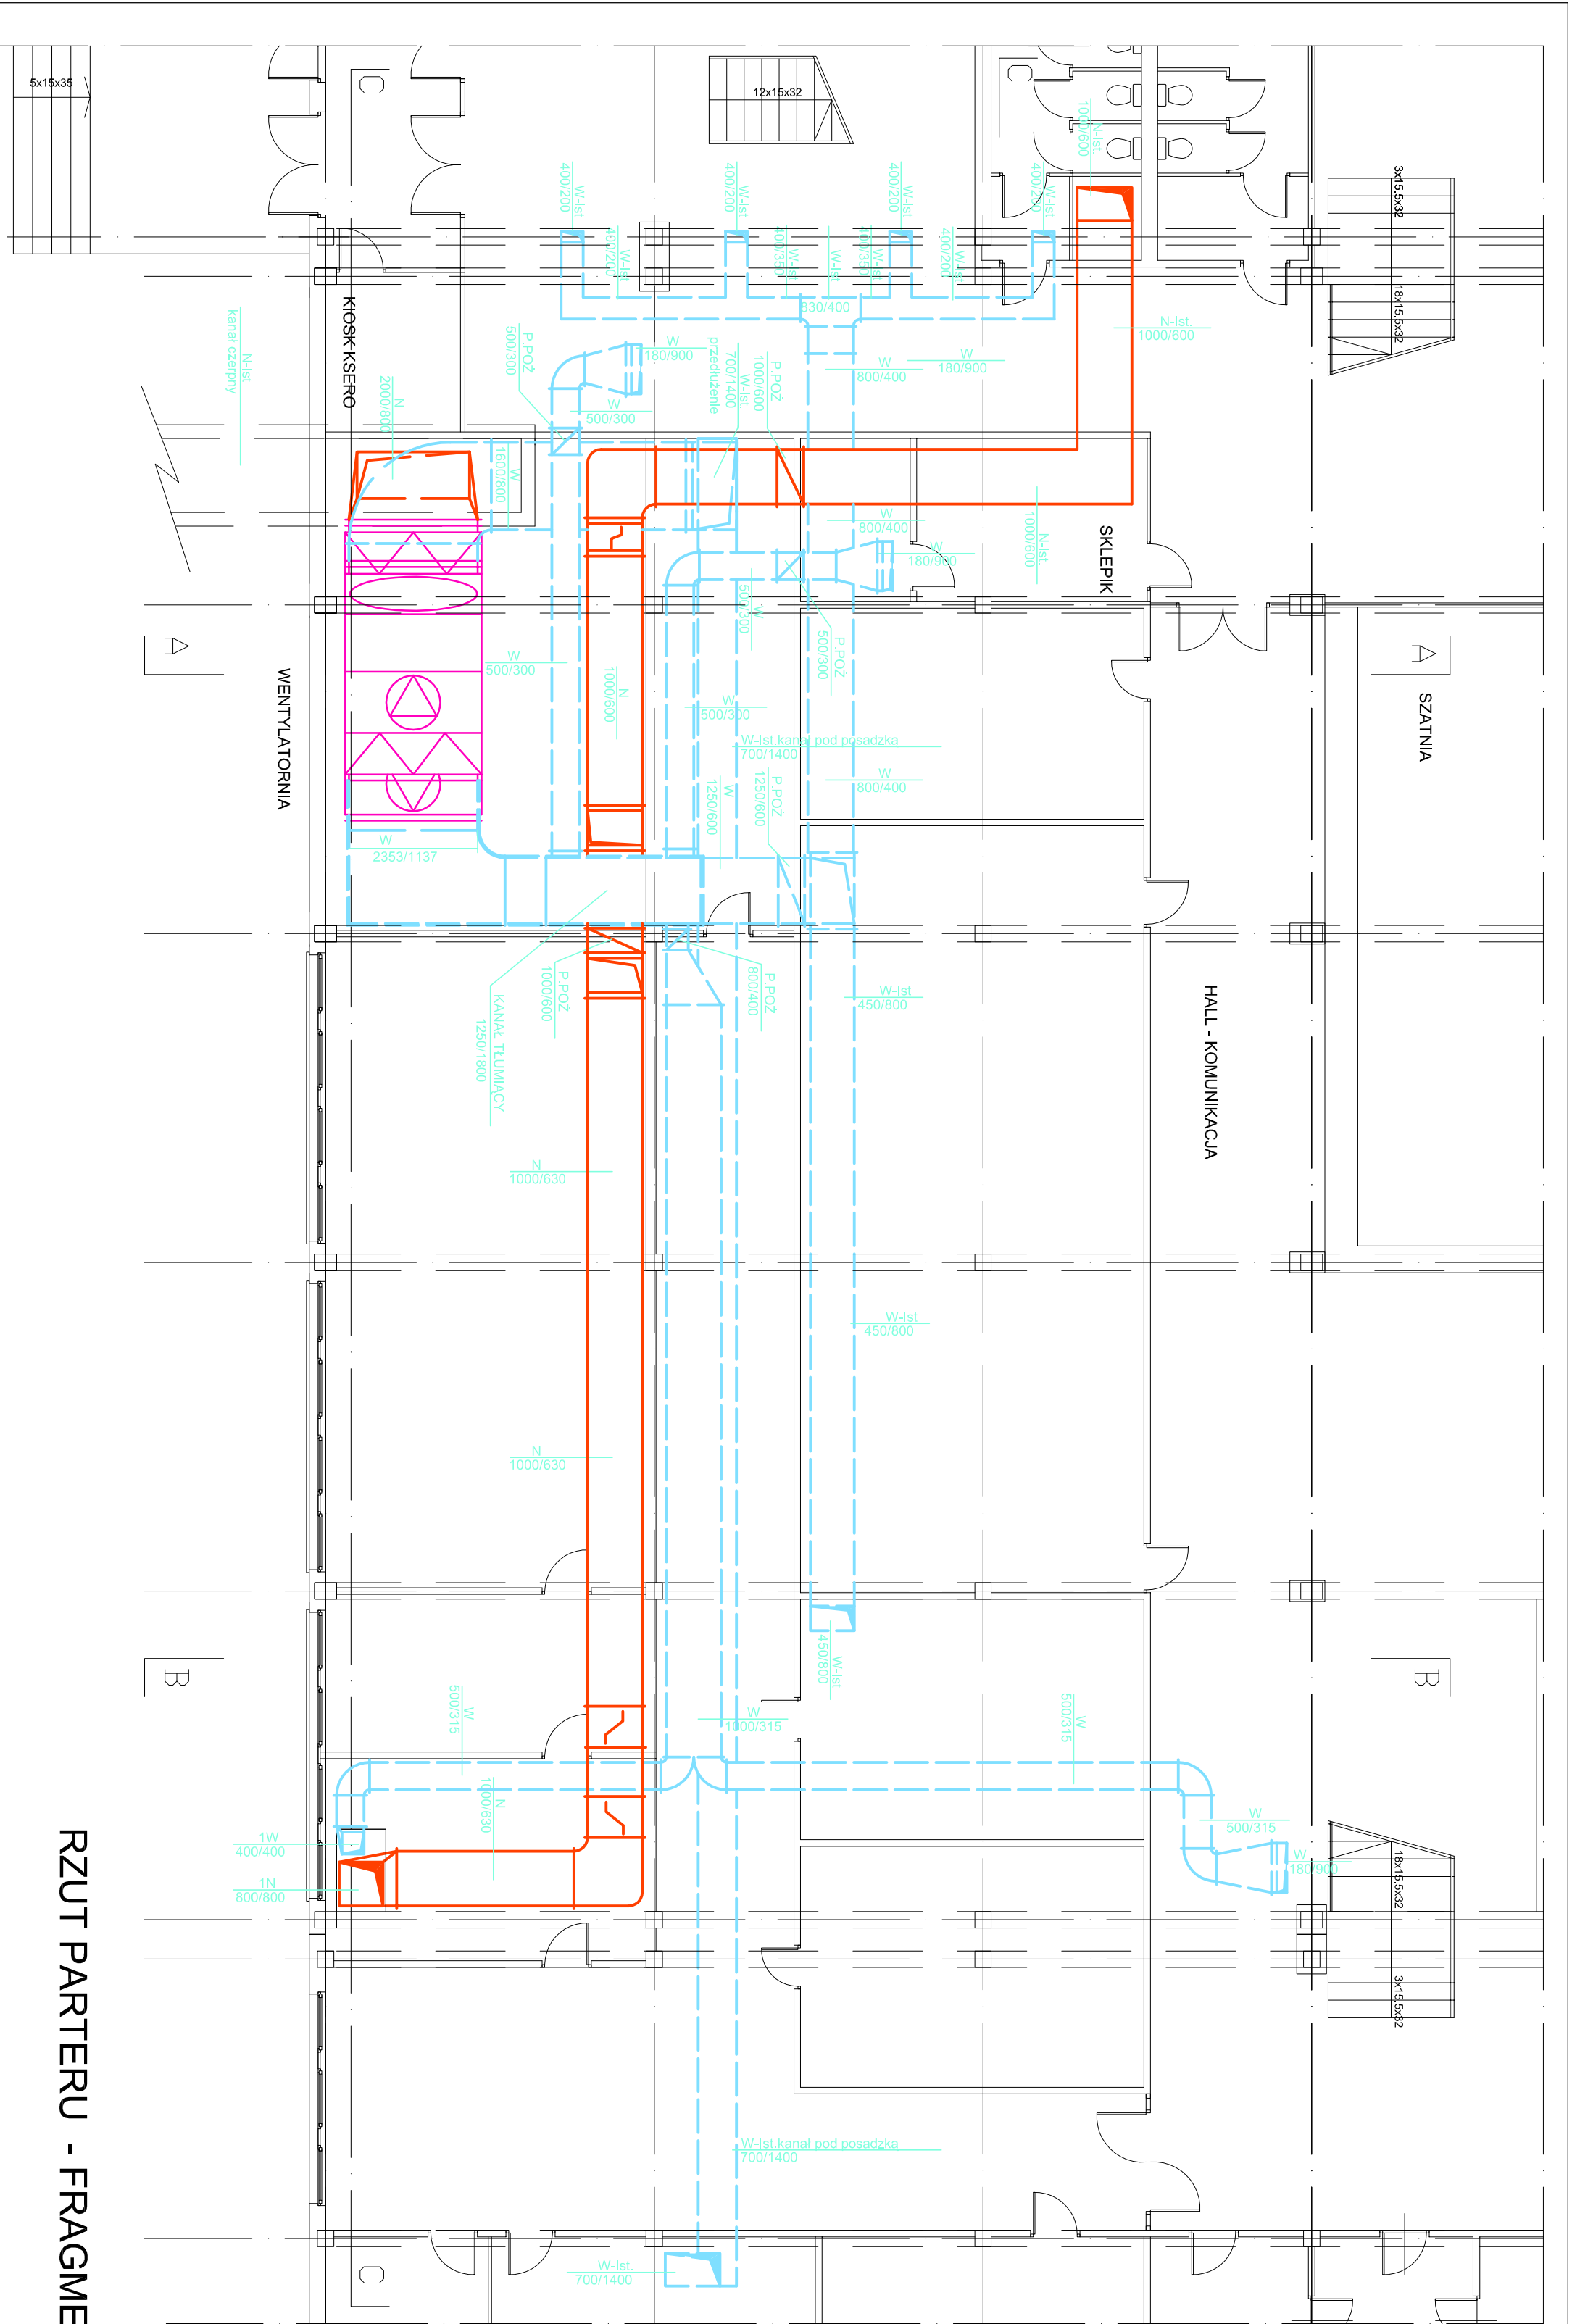 5x15x35
12x15x32
3x15.5x32
18x15.5x32
N-Ist.
1000/600
W-Ist
400/200
W-Ist
400/200
W-Ist
400/200
W-Ist
400/200
W-Ist
400/200
W-Ist
400/350
W-Ist
830/400
W-Ist
400/350
W-Ist
400/200
N-Ist.
1000/600
N-Ist
kanał czerpny
KIOSK KSERO
N
2000/800
P.POŻ
500/300
W
180/900
W
500/300
W-Ist.
700/1400
przedłużenie
P.POŻ
1000/600
W
800/400
W
180/900
W
1600/800
W
800/400
W
180/900
N-Ist.
1000/600
SKLEPIK
A
WENTYLATORNIA
W
500/300
N
1000/600
W
500/300
P.POŻ
500/300
W
500/300
W-Ist.kanał pod posadzką
700/1400
A
SZATNIA
W
2353/1137
W
1250/600
P.POŻ
1250/600
W
800/400
KANAŁ TŁUMIĄCY
1250/1800
P.POŻ
1000/600
P.POŻ
800/400
W-Ist
450/800
HALL - KOMUNIKACJA
N
1000/630
W-Ist
450/800
N
1000/630
W-Ist
450/800
B
W
500/315
W
1000/315
W
500/315
B
N
1000/630
W
500/315
W
180/900
1W
400/400
1N
800/800
18x15.5x32
3x15.5x32
W-Ist.kanał pod posadzką
700/1400
W-Ist.
700/1400
C
C
C
RZUT PARTERU - FRAGME